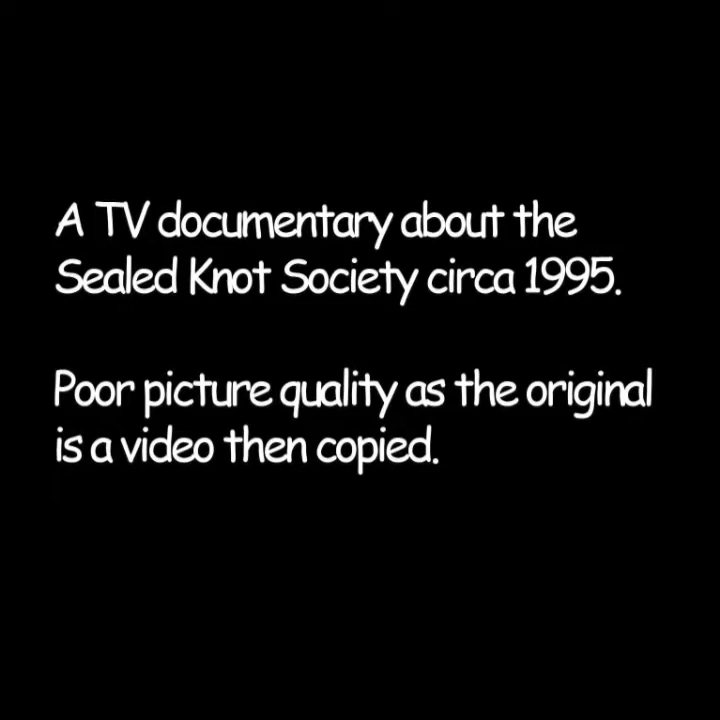 A TV documentary about the
Sealed Knot Society circa 1995.
Poor picture quality as the original
is a video then copied.